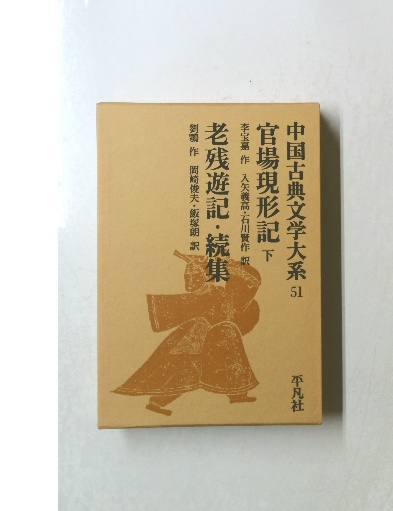 中国古典文学大系 51
官場現形記 下
李宝嘉 作 入矢義高・石川賢作 訳
老残遊記・続集
劉鶚 作 岡崎俊夫・飯塚朗 訳
平凡社